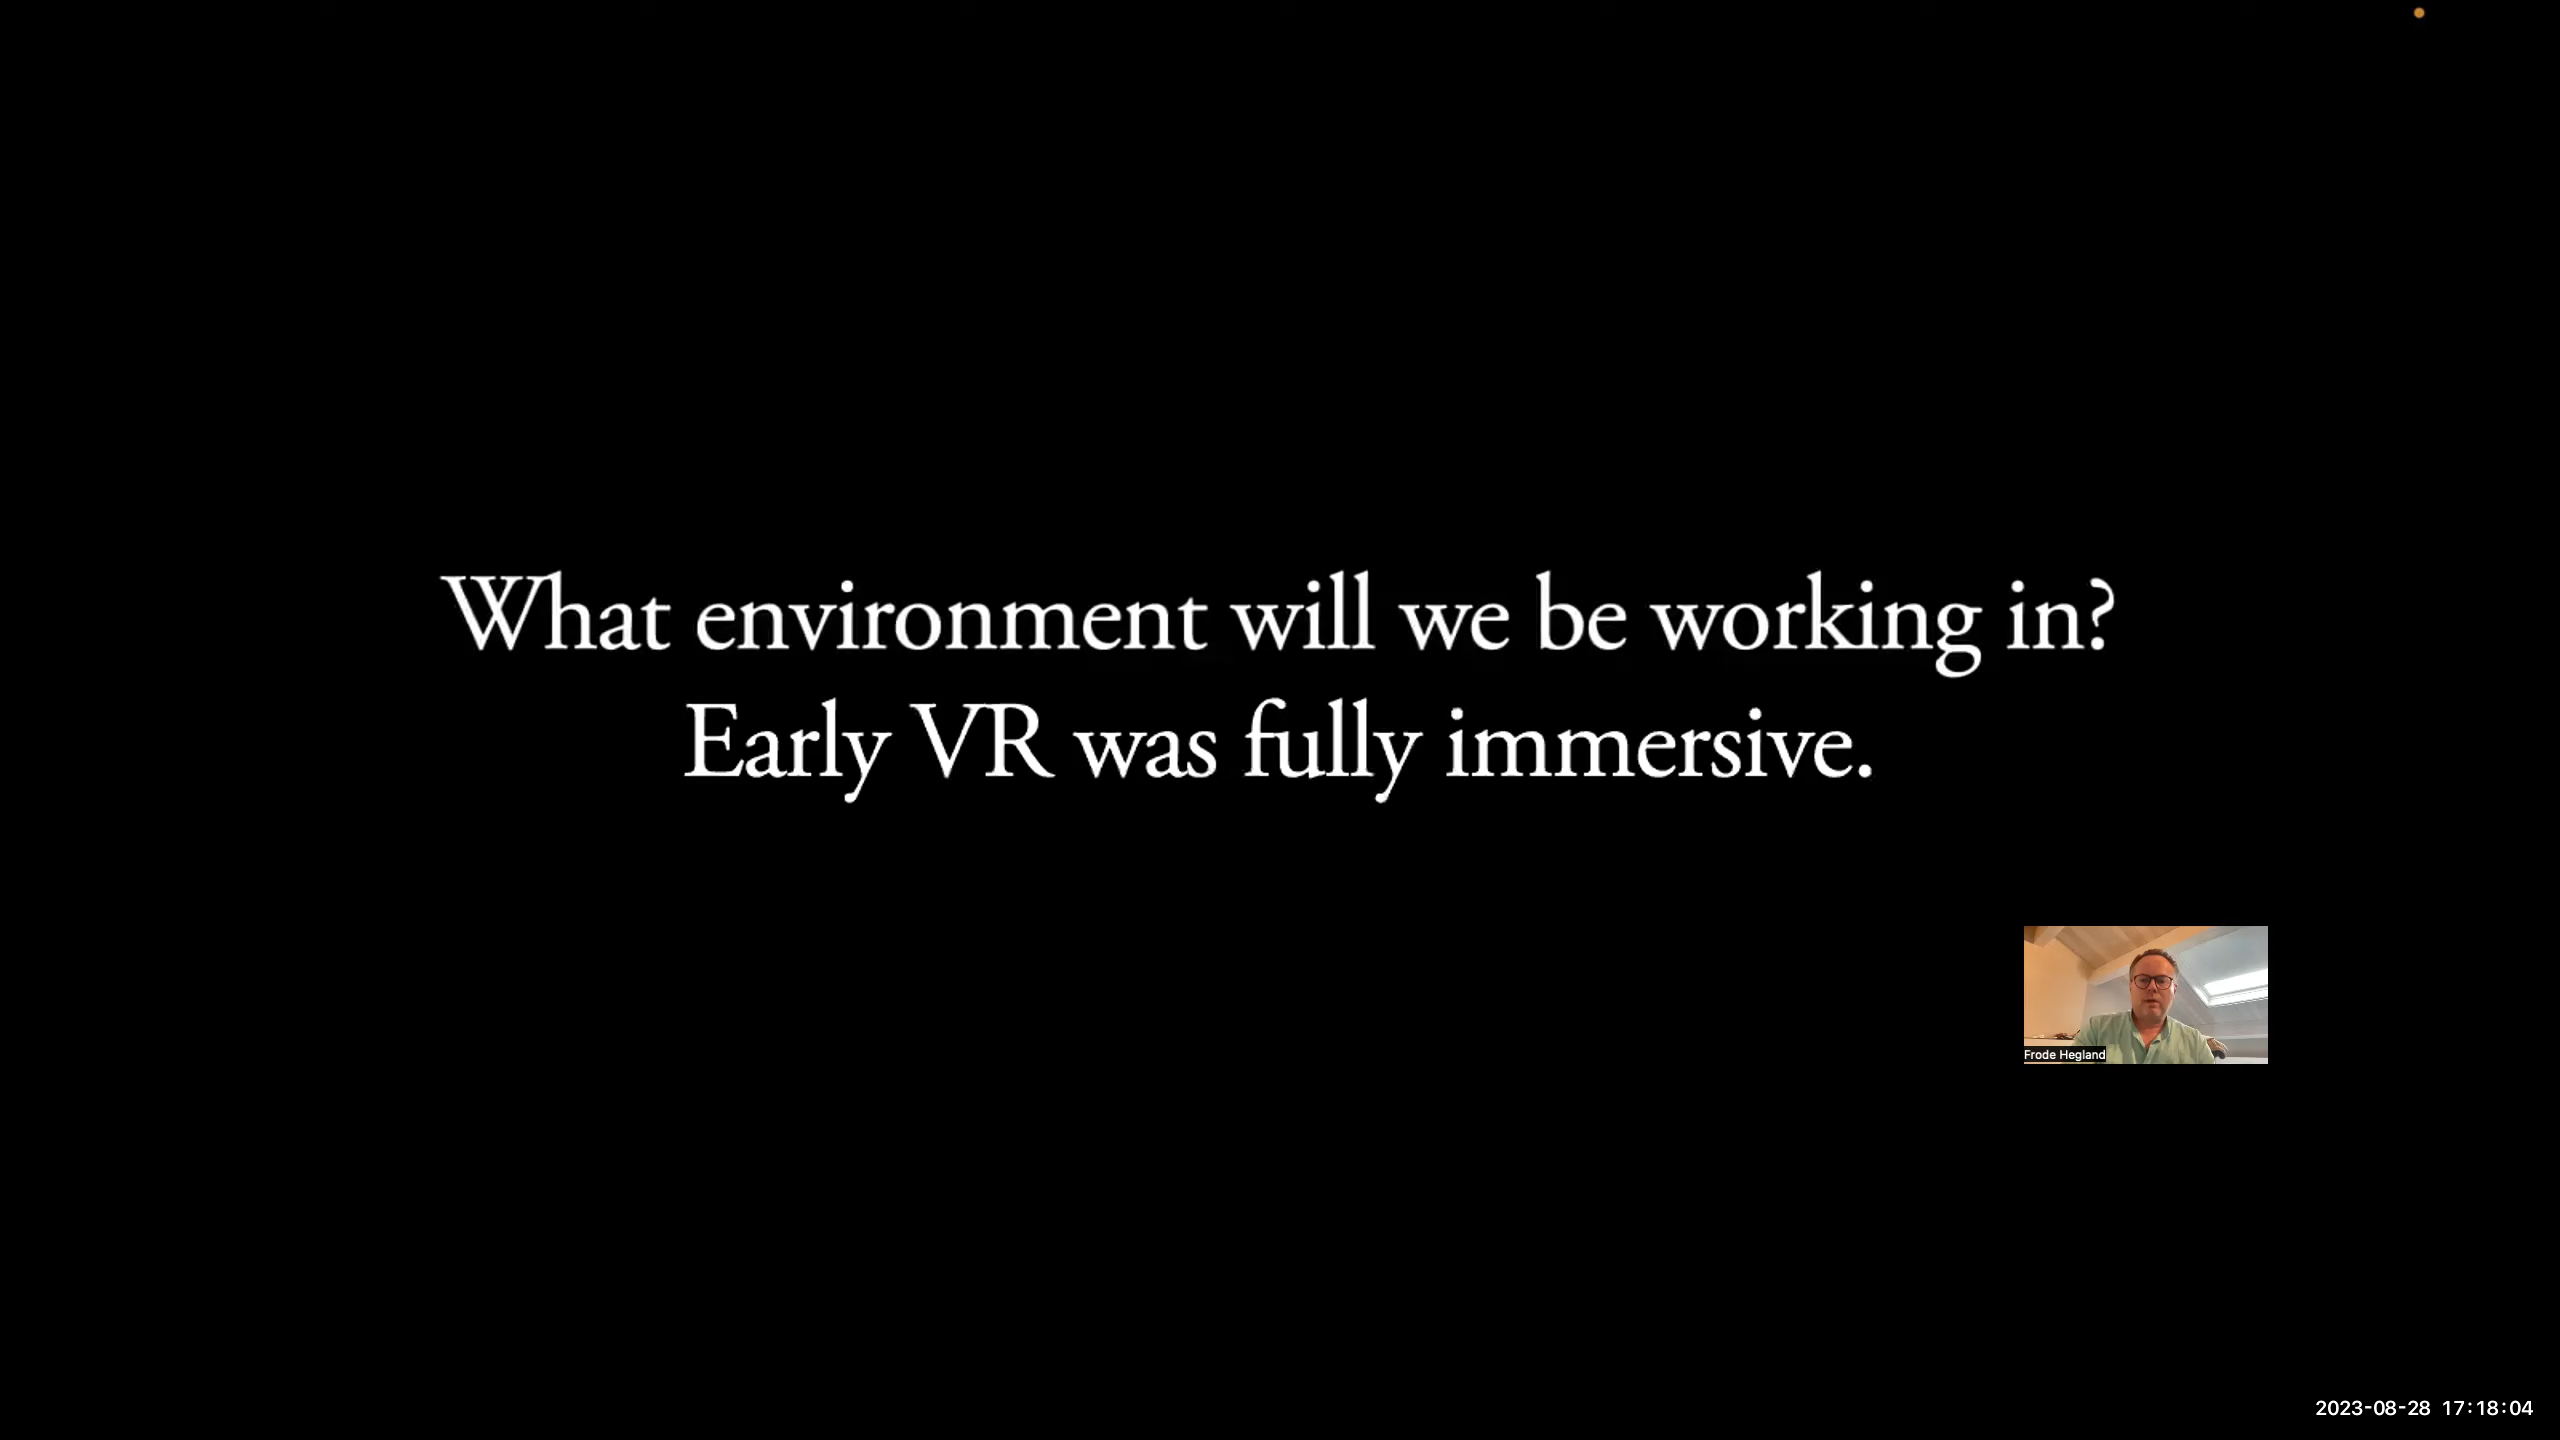 What environment will we be working in?
Early VR was fully immersive.
Frode Hegland
2023-08-28 17:18:04